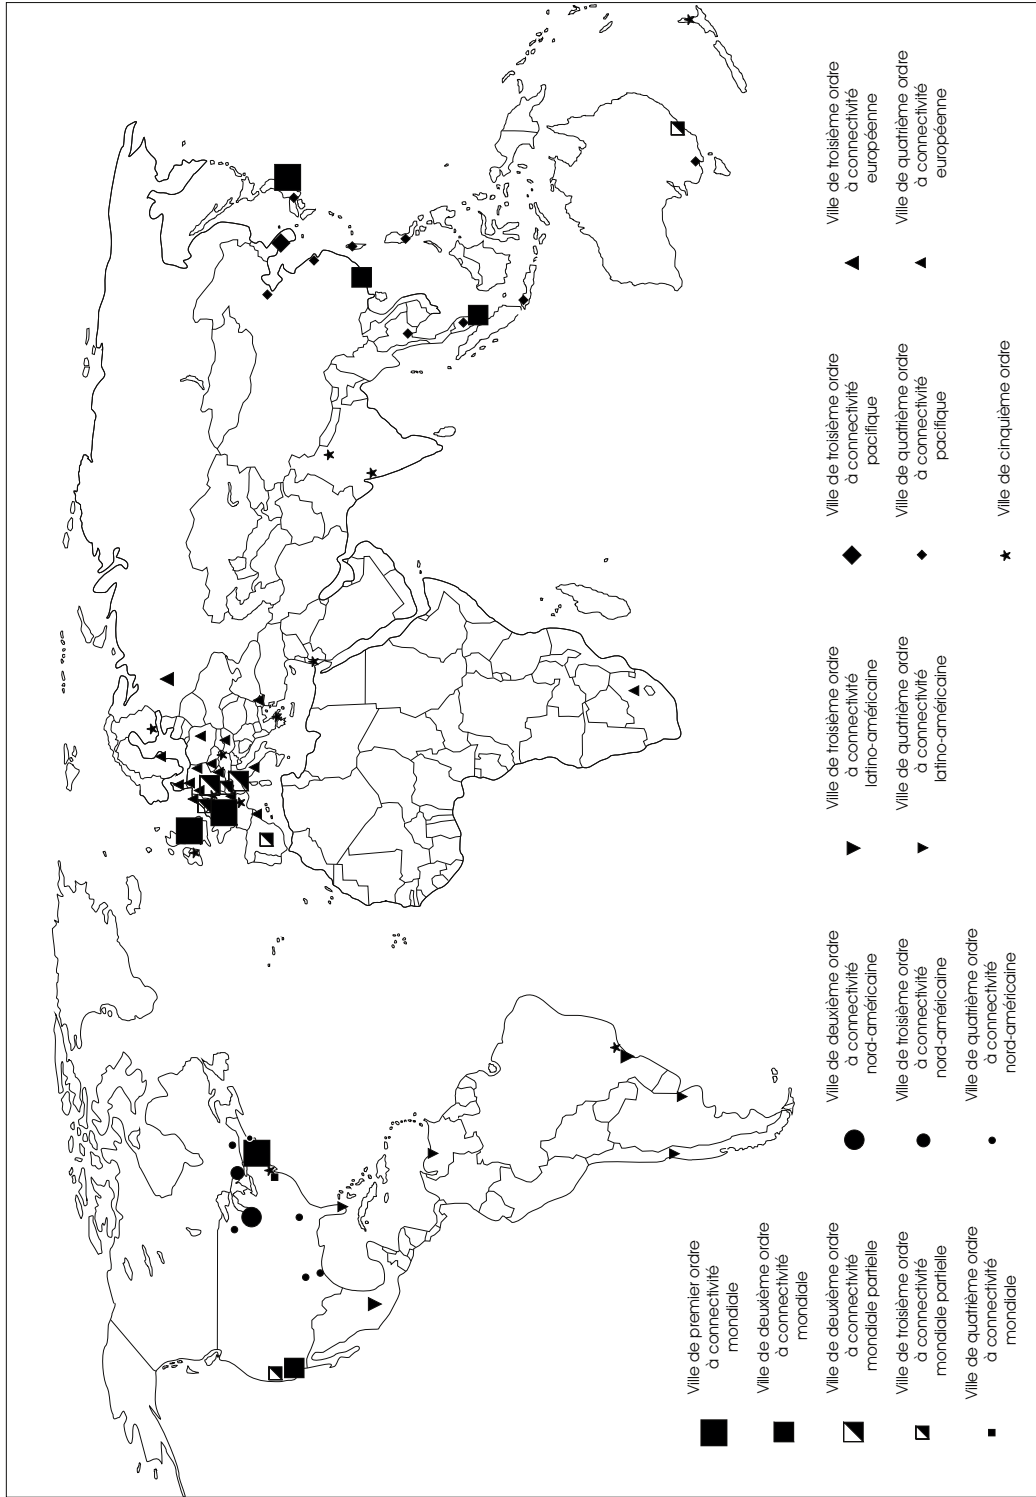 Ville de premier ordre
à connectivité
mondiale
Ville de deuxième ordre
à connectivité
mondiale
Ville de deuxième ordre
à connectivité
mondiale partielle
Ville de troisième ordre
à connectivité
mondiale partielle
Ville de quatrième ordre
à connectivité
mondiale
Ville de deuxième ordre
à connectivité
nord-américaine
Ville de troisième ordre
à connectivité
nord-américaine
Ville de quatrième ordre
à connectivité
nord-américaine
Ville de troisième ordre
à connectivité
latino-américaine
Ville de quatrième ordre
à connectivité
latino-américaine
Ville de troisième ordre
à connectivité
pacifique
Ville de quatrième ordre
à connectivité
pacifique
Ville de cinquième ordre
Ville de troisième ordre
à connectivité
européenne
Ville de quatrième ordre
à connectivité
européenne